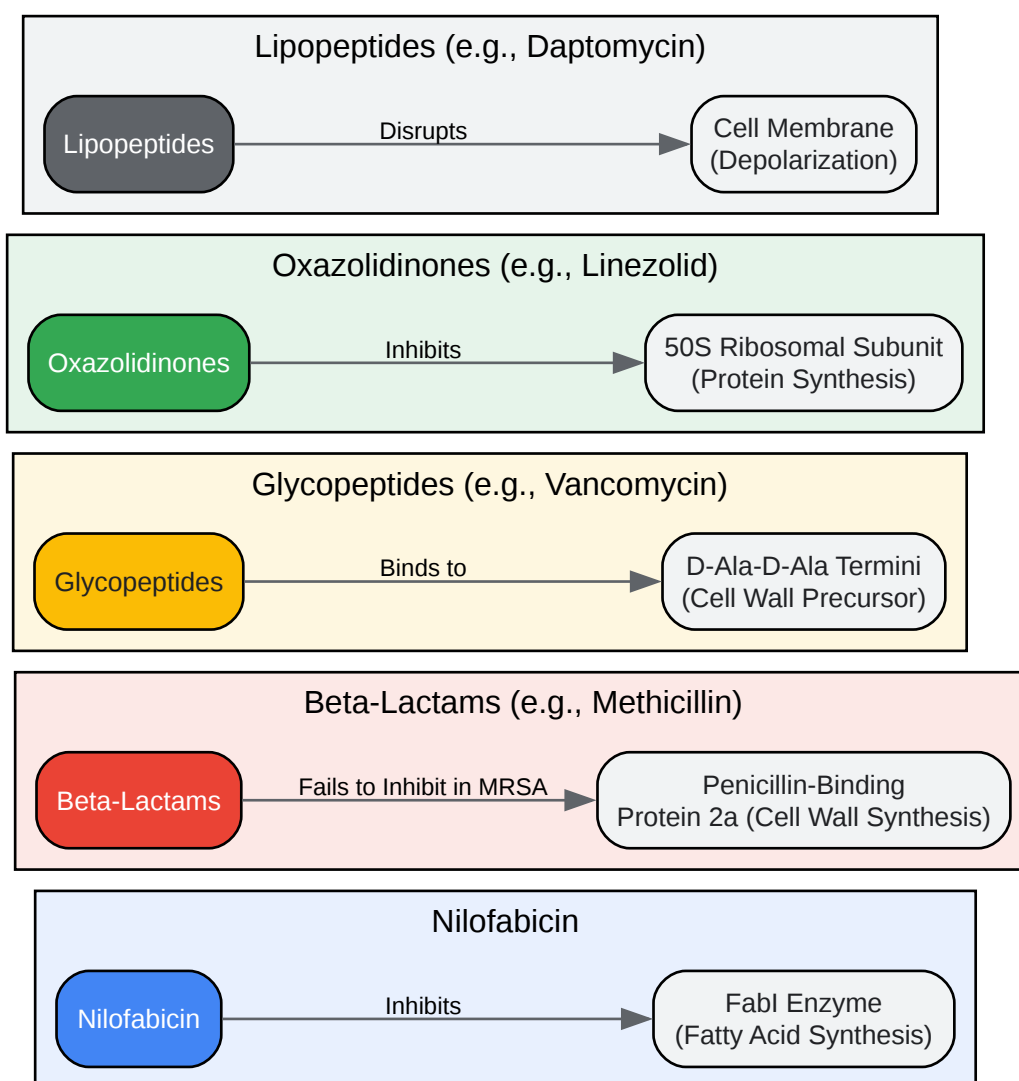 Lipopeptides (e.g., Daptomycin)
Lipopeptides
Disrupts
Cell Membrane
(Depolarization)
Oxazolidinones (e.g., Linezolid)
Oxazolidinones
Inhibits
50S Ribosomal Subunit
(Protein Synthesis)
Glycopeptides (e.g., Vancomycin)
Glycopeptides
Binds to
D-Ala-D-Ala Termini
(Cell Wall Precursor)
Beta-Lactams (e.g., Methicillin)
Beta-Lactams
Fails to Inhibit in MRSA
Penicillin-Binding
Protein 2a (Cell Wall Synthesis)
Nilofabicin
Nilofabicin
Inhibits
FabI Enzyme
(Fatty Acid Synthesis)